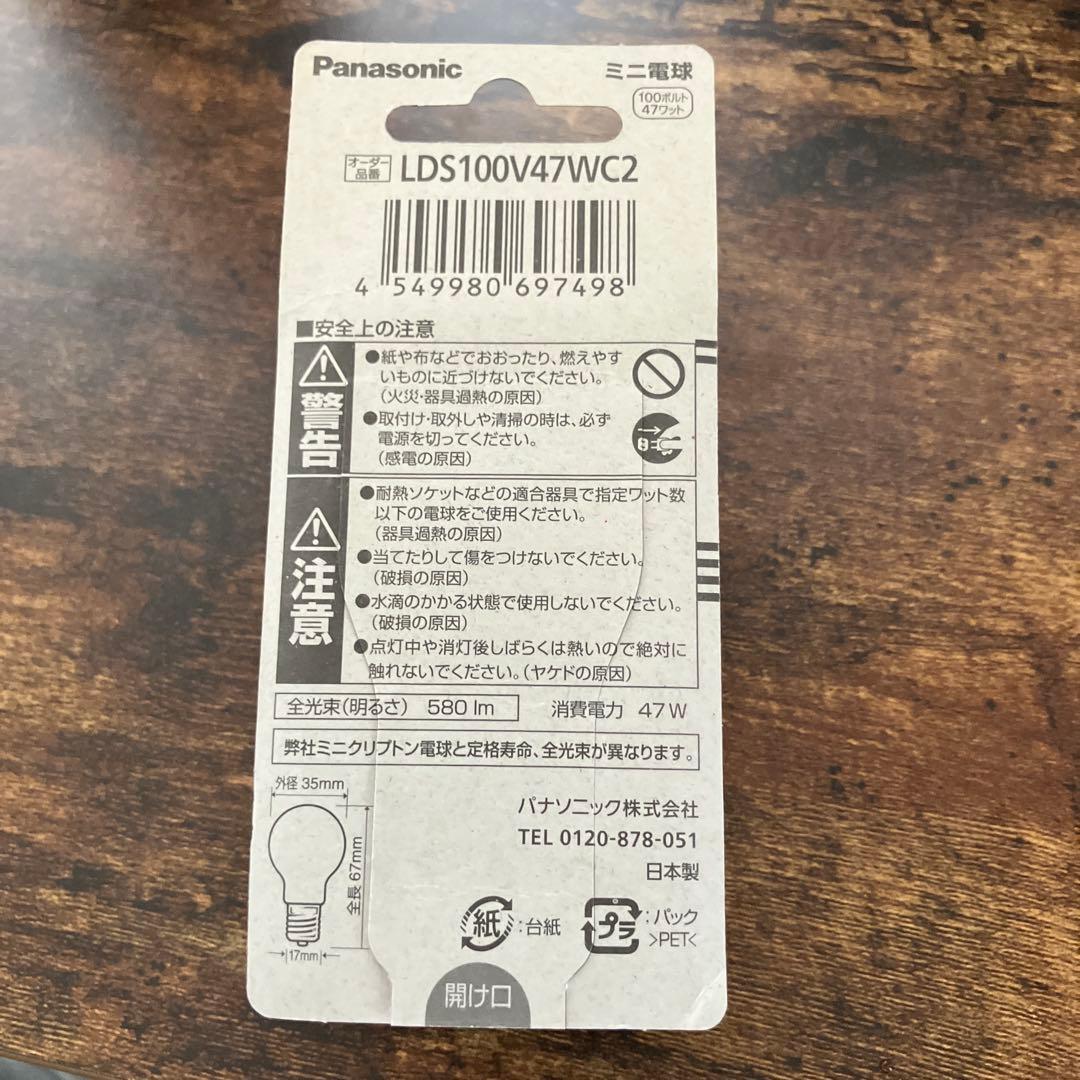 Panasonic
ミニ電球
100ボルト
47ワット
オーダー
品番
LDS100V47WC2
4 549980 697498
■安全上の注意
警告
●紙や布などでおおったり、燃えやす
いものに近づけないでください。
(火災・器具過熱の原因)
●取付け・取外しや清掃の時は、必ず
電源を切ってください。
(感電の原因)
注意
●耐熱ソケットなどの適合器具で指定ワット数
以下の電球をご使用ください。
(器具過熱の原因)
●当てたりして傷をつけないでください。
(破損の原因)
●水滴のかかる状態で使用しないでください。
(破損の原因)
●点灯中や消灯後しばらくは熱いので絶対に
触れないでください。(ヤケドの原因)
全光束(明るさ) 580 lm
消費電力 47W
弊社ミニクリプトン電球と定格寿命、全光束が異なります。
外径 35mm
全長 67mm
17mm
パナソニック株式会社
TEL 0120-878-051
日本製
紙:台紙
プラ:パック
>PET<
開け口